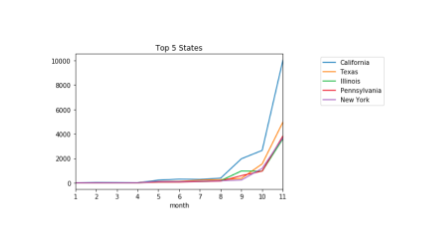 Top 5 States
10000
8000
6000
4000
2000
0
1 2 3 4 5 6 7 8 9 10 11
month
California
Texas
Illinois
Pennsylvania
New York